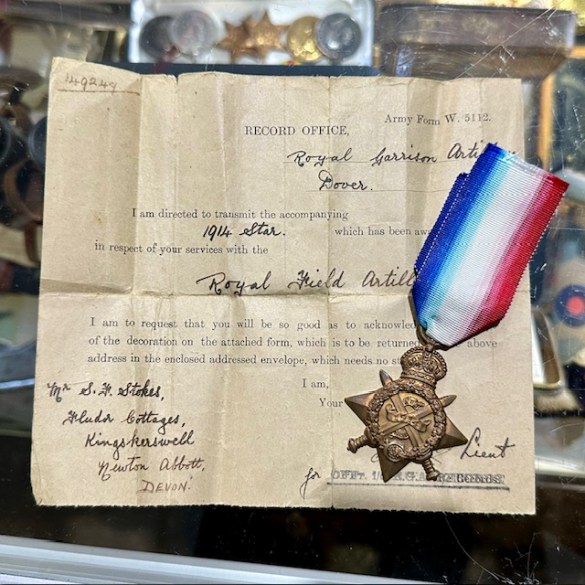 149249
Army Form W. 5112.
RECORD OFFICE,
Royal Garrison Arti
Dover.
I am directed to transmit the accompanying
1914 Star. which has been awa
in respect of your services with the
Royal Field Artill
I am to request that you will be so good as to acknowled
of the decoration on the attached form, which is to be returned above
address in the enclosed addressed envelope, which needs no st
I am,
Your
Mr S. F. Stokes,
Cottages,
Kingskerswell
Newton Abbott,
DEVON.
Lieut
for